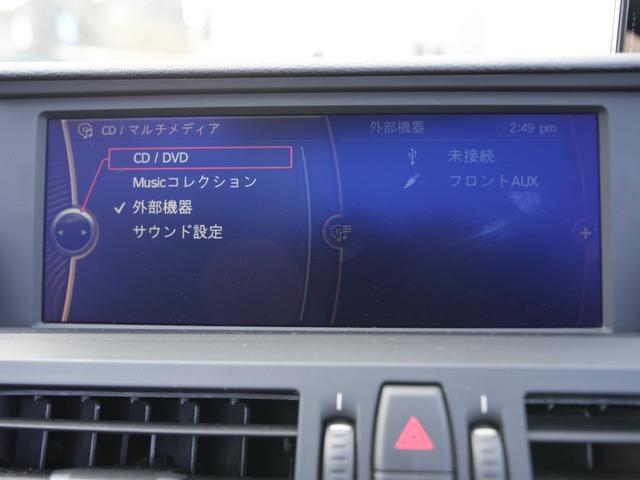 CD / マルチメディア
CD / DVD
Musicコレクション
外部機器
サウンド設定
外部機器
2:49 pm
未接続
フロントAUX